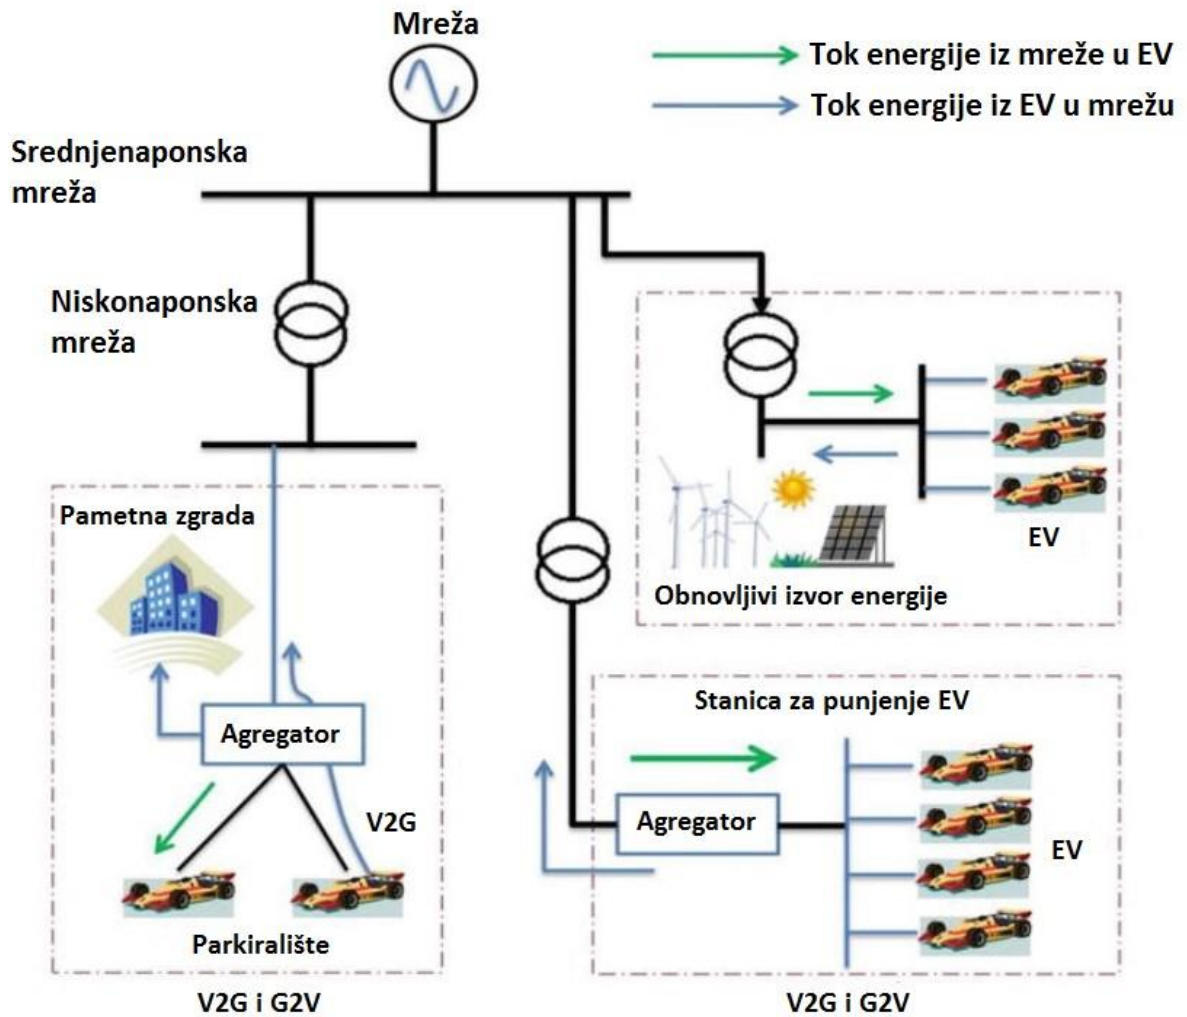 Mreža
Tok energije iz mreže u EV
Tok energije iz EV u mrežu
Srednjenaponska
mreža
Niskonaponska
mreža
EV
Obnovljivi izvor energije
Pametna zgrada
Agregator
V2G
Parkiralište
V2G i G2V
Stanica za punjenje EV
Agregator
EV
V2G i G2V